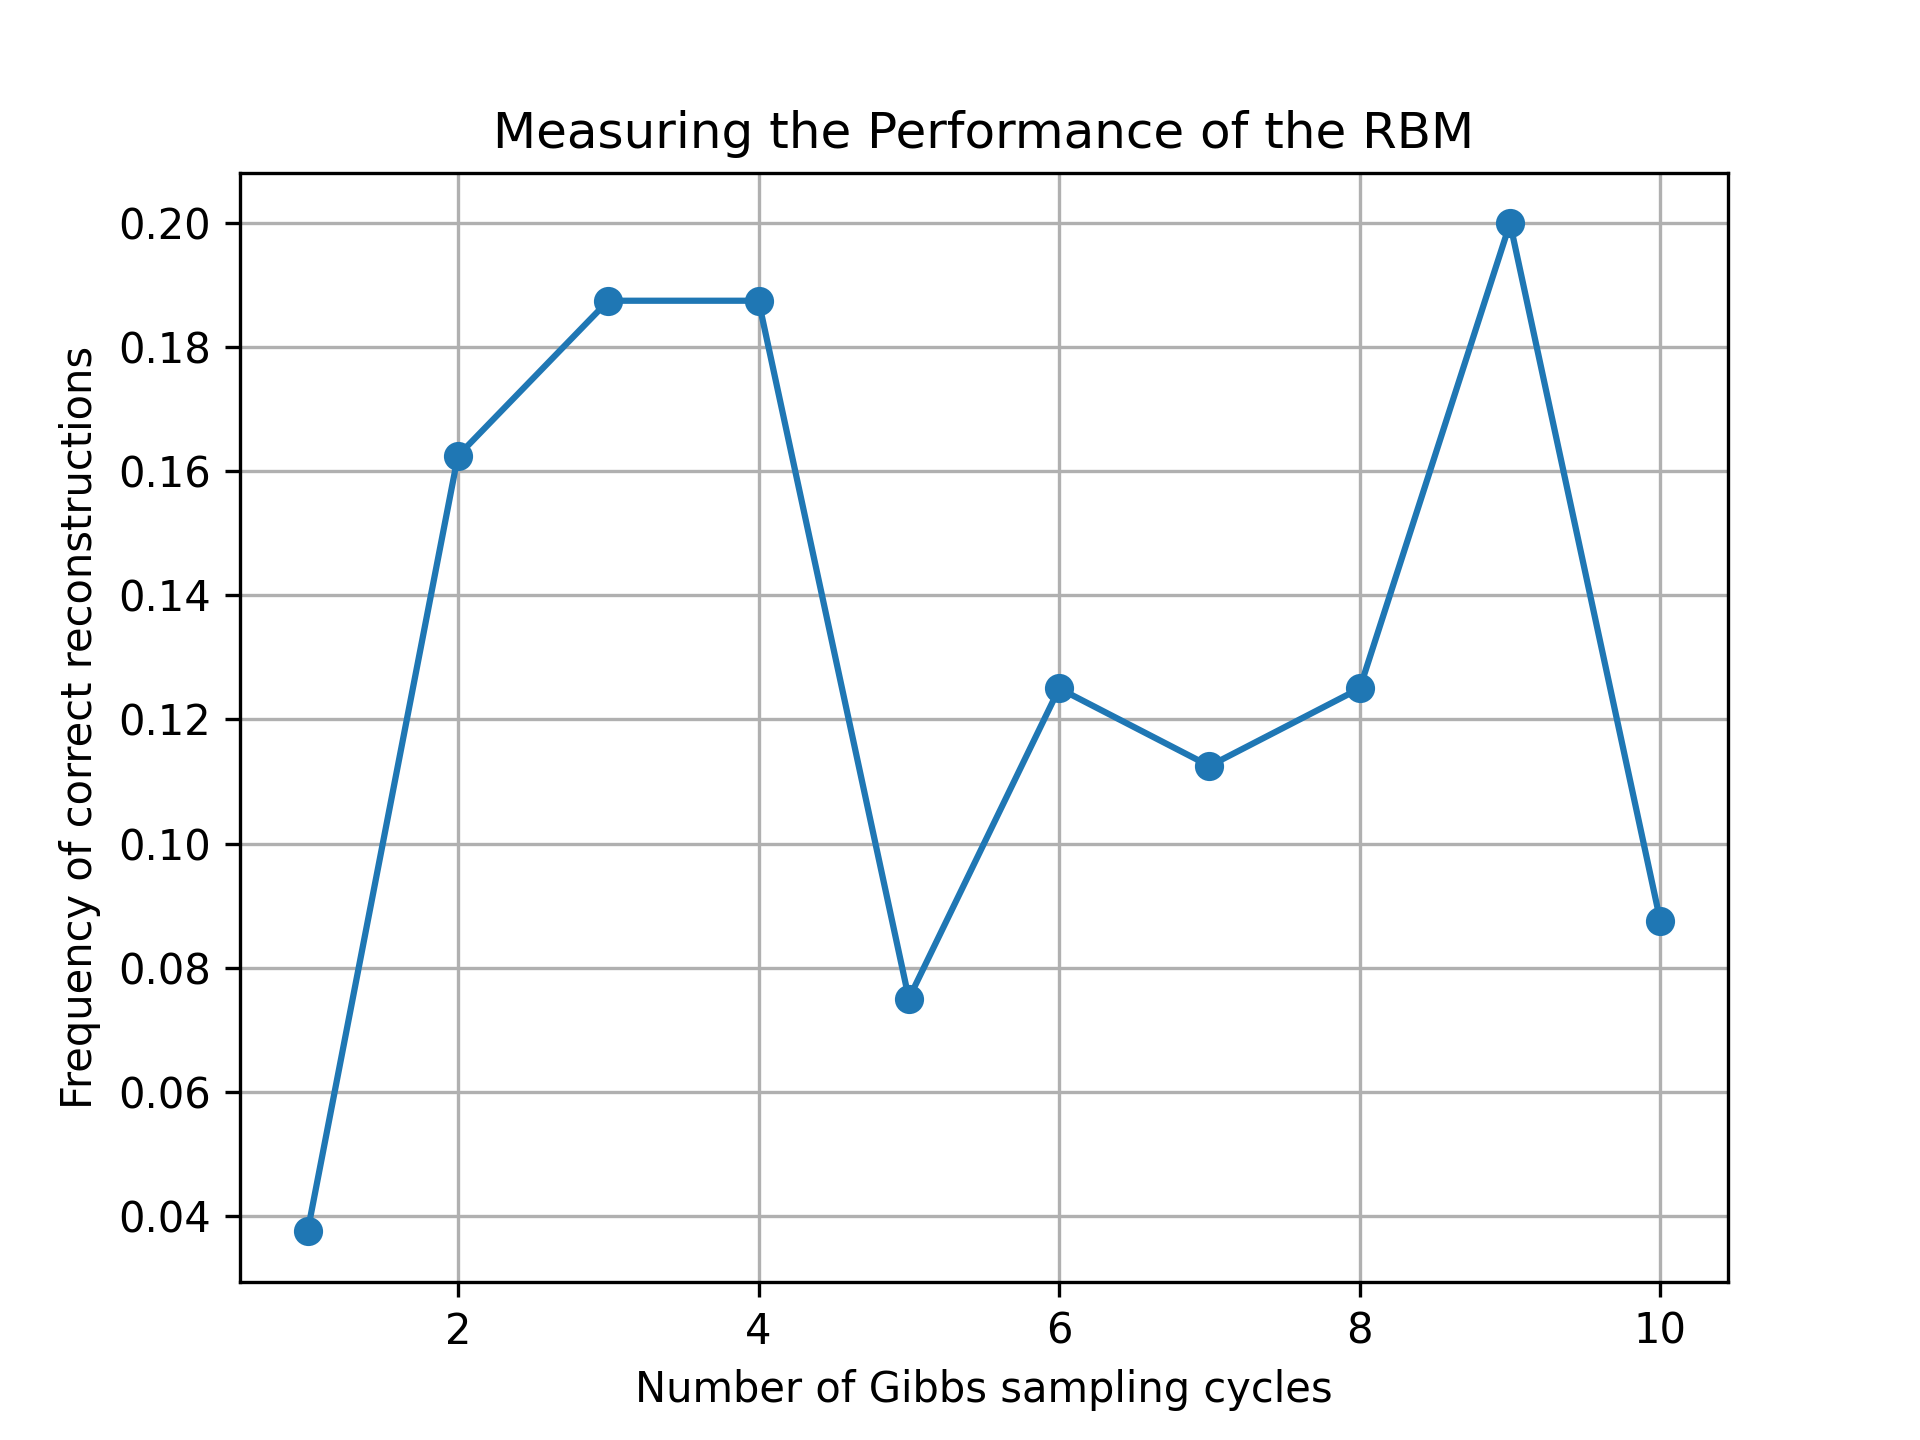 Measuring the Performance of the RBM
0.20
0.18
0.16
0.14
0.12
0.10
0.08
0.06
0.04
Frequency of correct reconstructions
2 4 6 8 10
Number of Gibbs sampling cycles